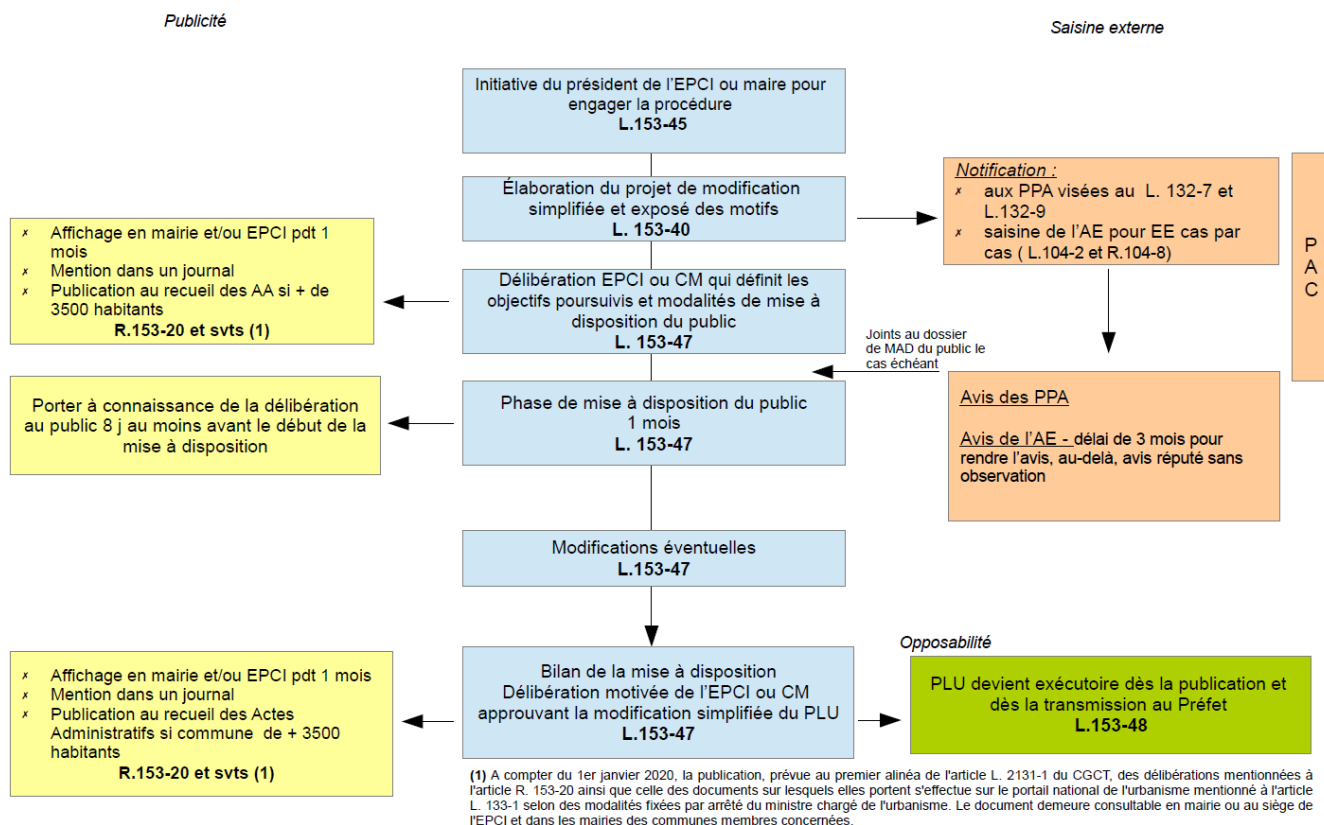 Publicité
Saisine externe
Initiative du président de l'EPCI ou maire pour
engager la procédure
L.153-45
Élaboration du projet de modification
simplifiée et exposé des motifs
L. 153-40
Notification :
x aux PPA visées au L. 132-7 et
L.132-9
x saisine de l'AE pour EE cas par
cas ( L.104-2 et R.104-8)
P
A
C
x Affichage en mairie et/ou EPCI pdt 1
mois
x Mention dans un journal
x Publication au recueil des AA si + de
3500 habitants
R.153-20 et svts (1)
Délibération EPCI ou CM qui définit les
objectifs poursuivis et modalités de mise à
disposition du public
L. 153-47
Joints au dossier
de MAD du public le
cas échéant
Porter à connaissance de la délibération
au public 8 j au moins avant le début de la
mise à disposition
Phase de mise à disposition du public
1 mois
L. 153-47
Avis des PPA
Avis de l'AE - délai de 3 mois pour
rendre l'avis, au-delà, avis réputé sans
observation
Modifications éventuelles
L.153-47
Opposabilité
x Affichage en mairie et/ou EPCI pdt 1 mois
x Mention dans un journal
x Publication au recueil des Actes
Administratifs si commune de + 3500
habitants
R.153-20 et svts (1)
Bilan de la mise à disposition
Délibération motivée de l'EPCI ou CM
approuvant la modification simplifiée du PLU
L.153-47
PLU devient exécutoire dès la publication et
dès la transmission au Préfet
L.153-48
(1) A compter du 1er janvier 2020, la publication, prévue au premier alinéa de l'article L. 2131-1 du CGCT, des délibérations mentionnées à
l'article R. 153-20 ainsi que celle des documents sur lesquels elles portent s'effectue sur le portail national de l'urbanisme mentionné à l'article
L. 133-1 selon des modalités fixées par arrêté du ministre chargé de l'urbanisme. Le document demeure consultable en mairie ou au siège de
l'EPCI et dans les mairies des communes membres concernées.